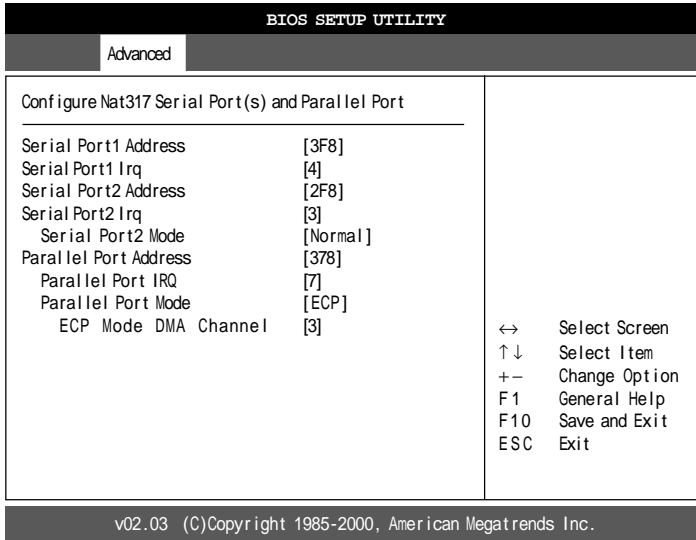 BIOS SETUP UTILITY
Advanced
Configure Nat317 Serial Port(s) and Parallel Port
Serial Port1 Address [3F8]
Serial Port1 Irq [4]
Serial Port2 Address [2F8]
Serial Port2 Irq [3]
Serial Port2 Mode [Normal]
Parallel Port Address [378]
Parallel Port IRQ [7]
Parallel Port Mode [ECP]
ECP Mode DMA Channel [3]
↔ Select Screen
↑↓ Select Item
+− Change Option
F1 General Help
F10 Save and Exit
ESC Exit
v02.03 (C)Copyright 1985-2000, American Megatrends Inc.